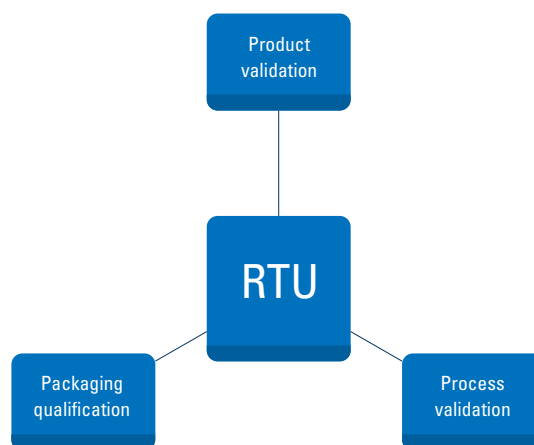 Product
validation
RTU
Packaging
qualification
Process
validation